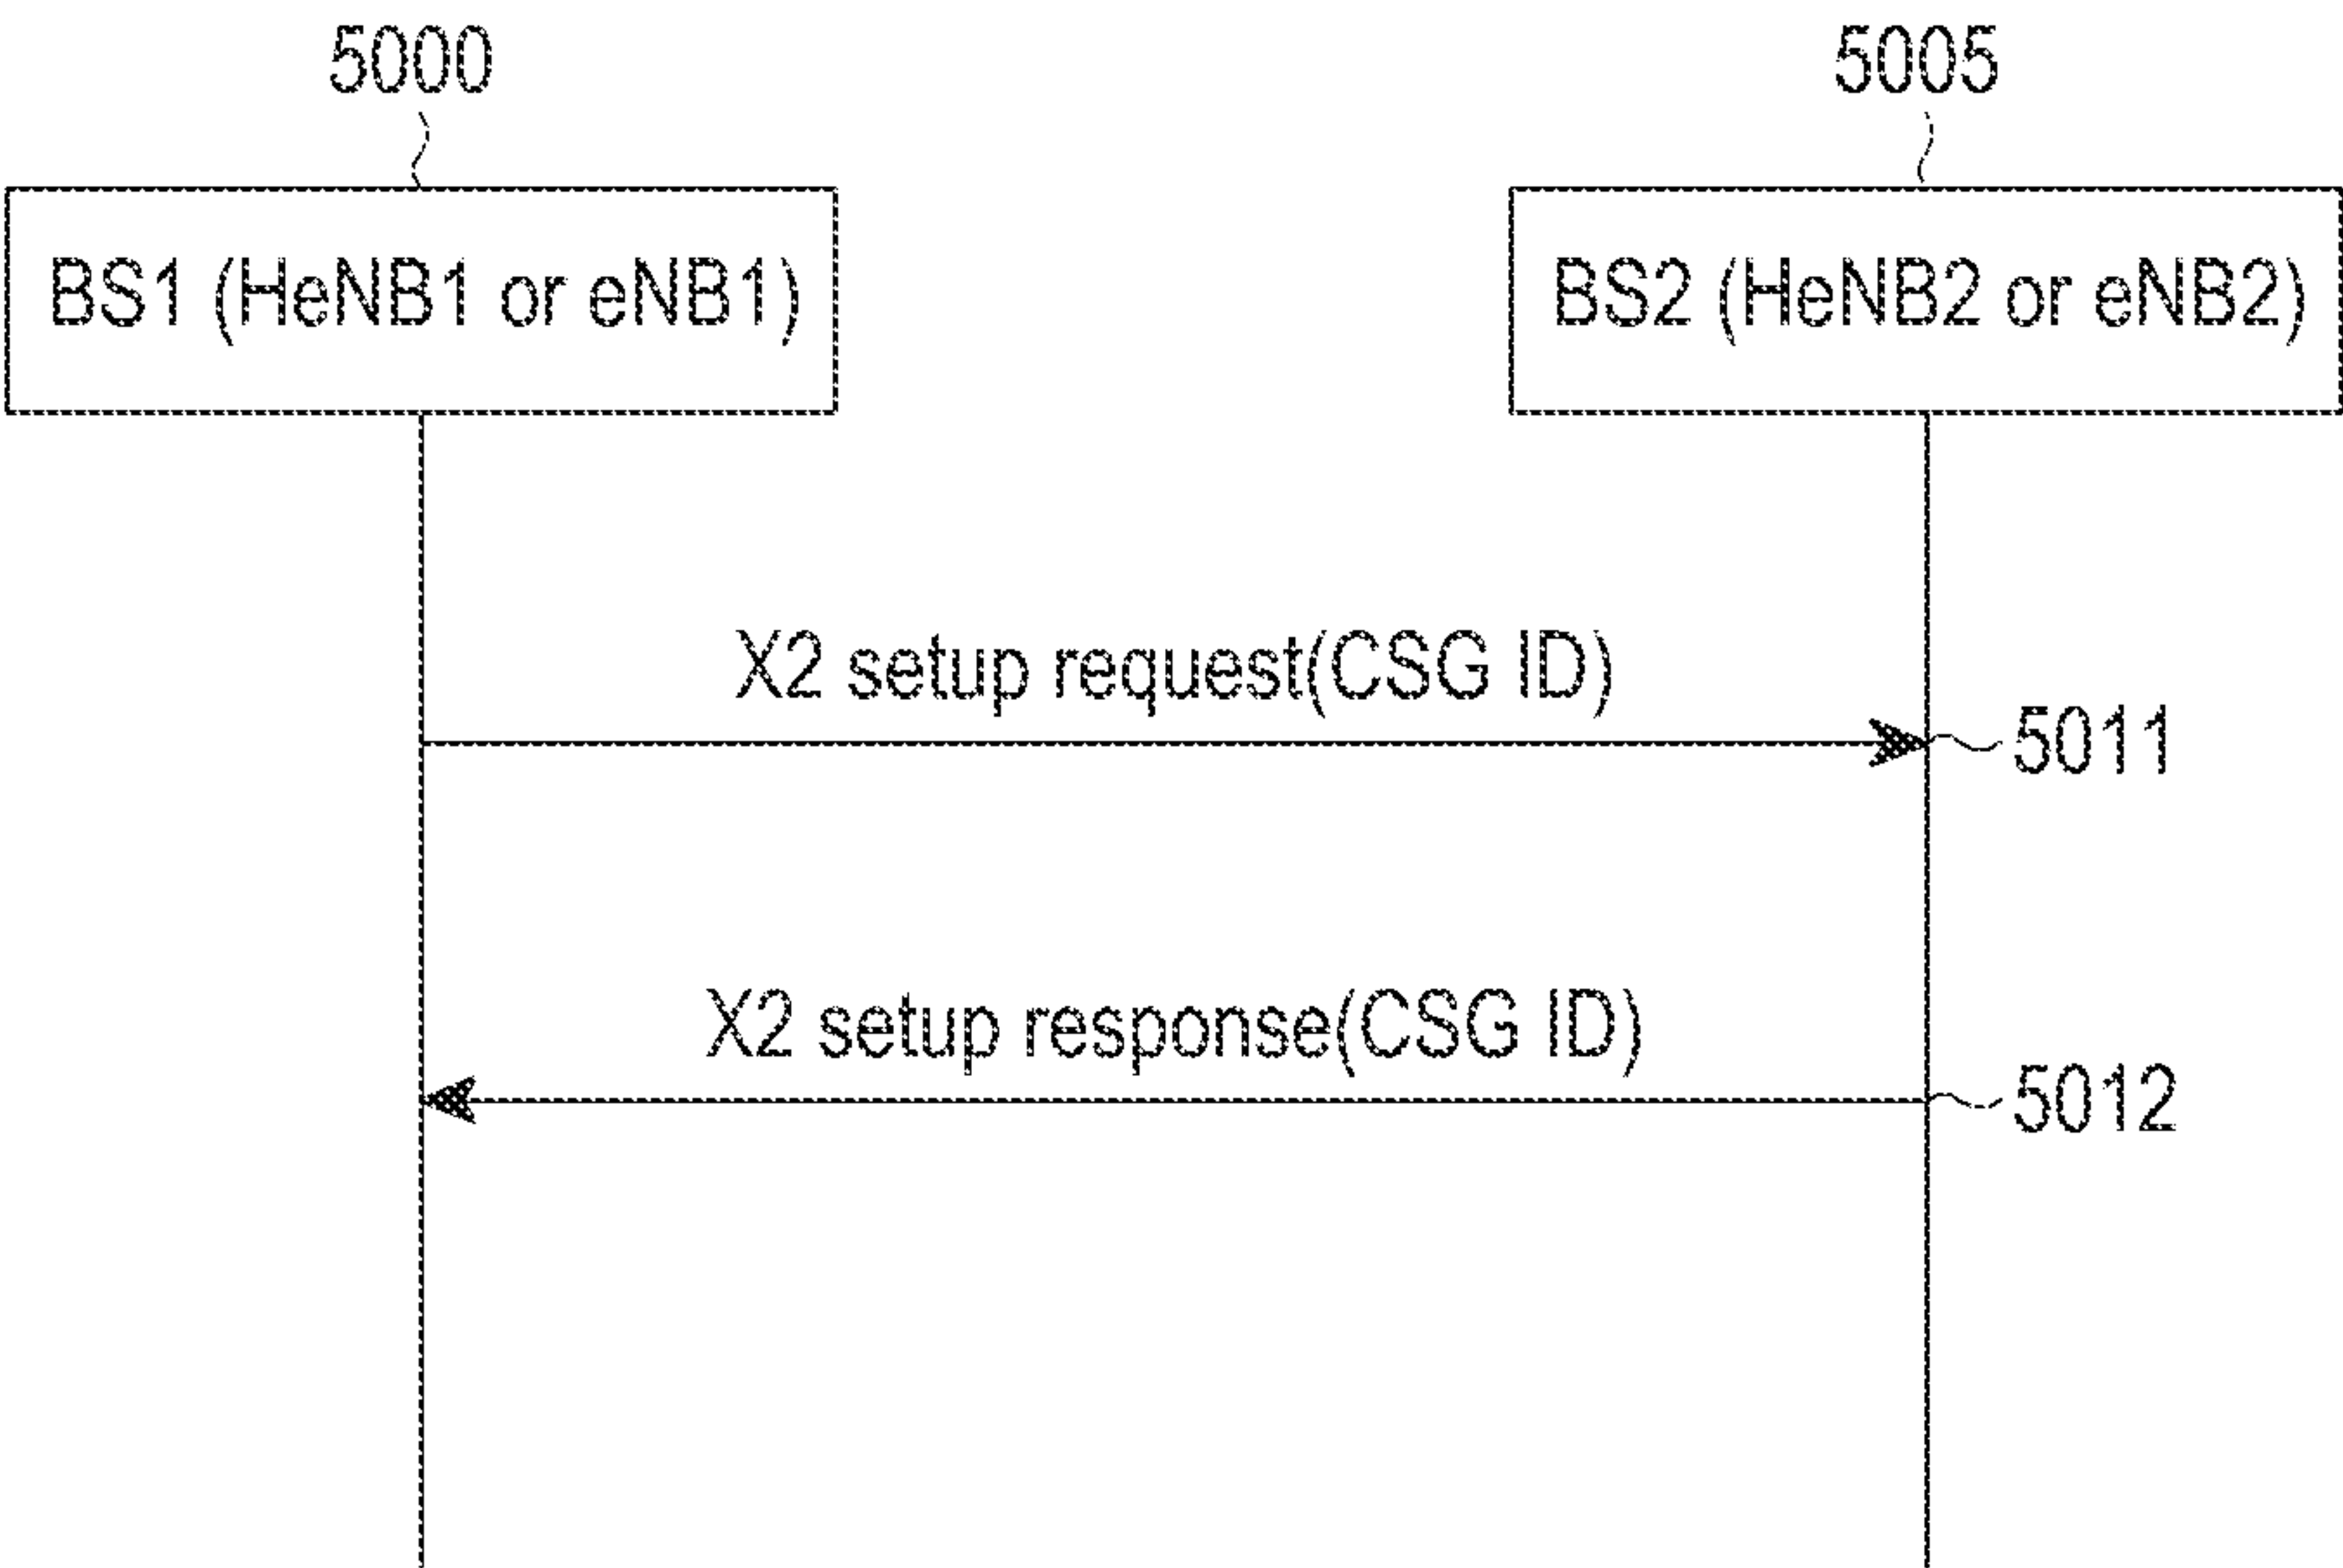 5000
5005
BS1 (HeNB1 or eNB1)
BS2 (HeNB2 or eNB2)
X2 setup request(CSG ID)
5011
X2 setup response(CSG ID)
5012